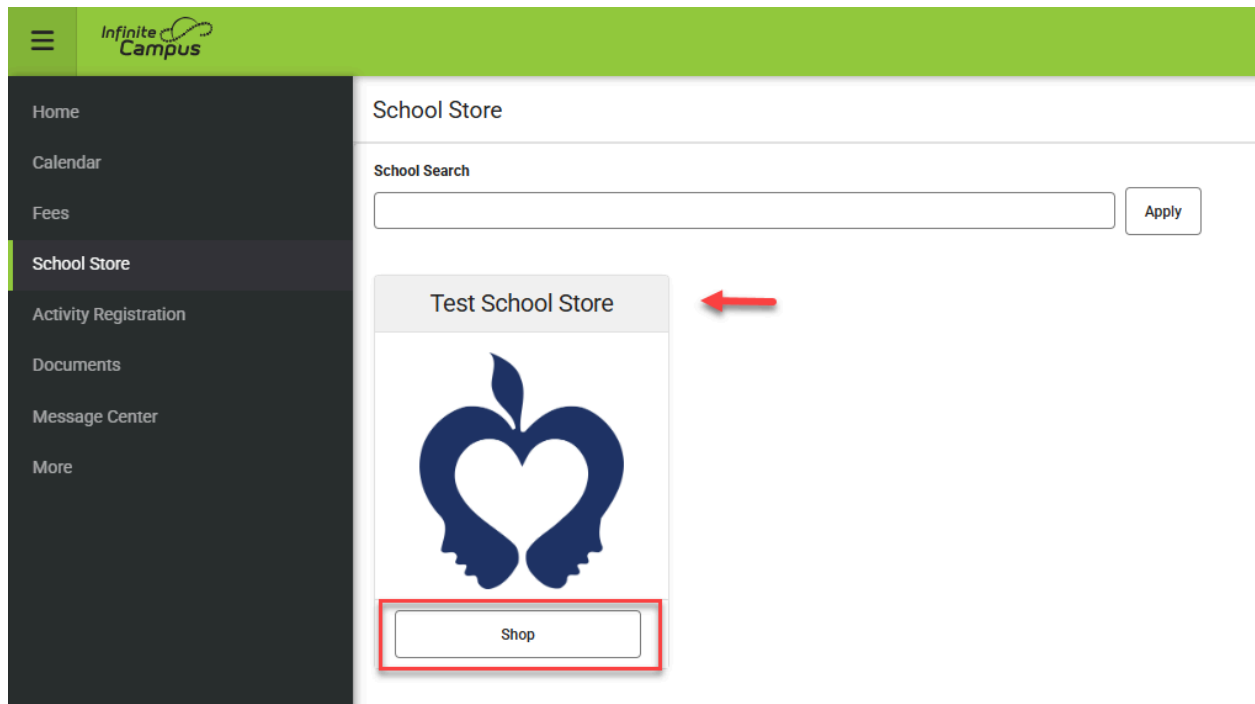 Infinite
Campus
Home
Calendar
Fees
School Store
Activity Registration
Documents
Message Center
More
School Store
School Search
Apply
Test School Store
Shop